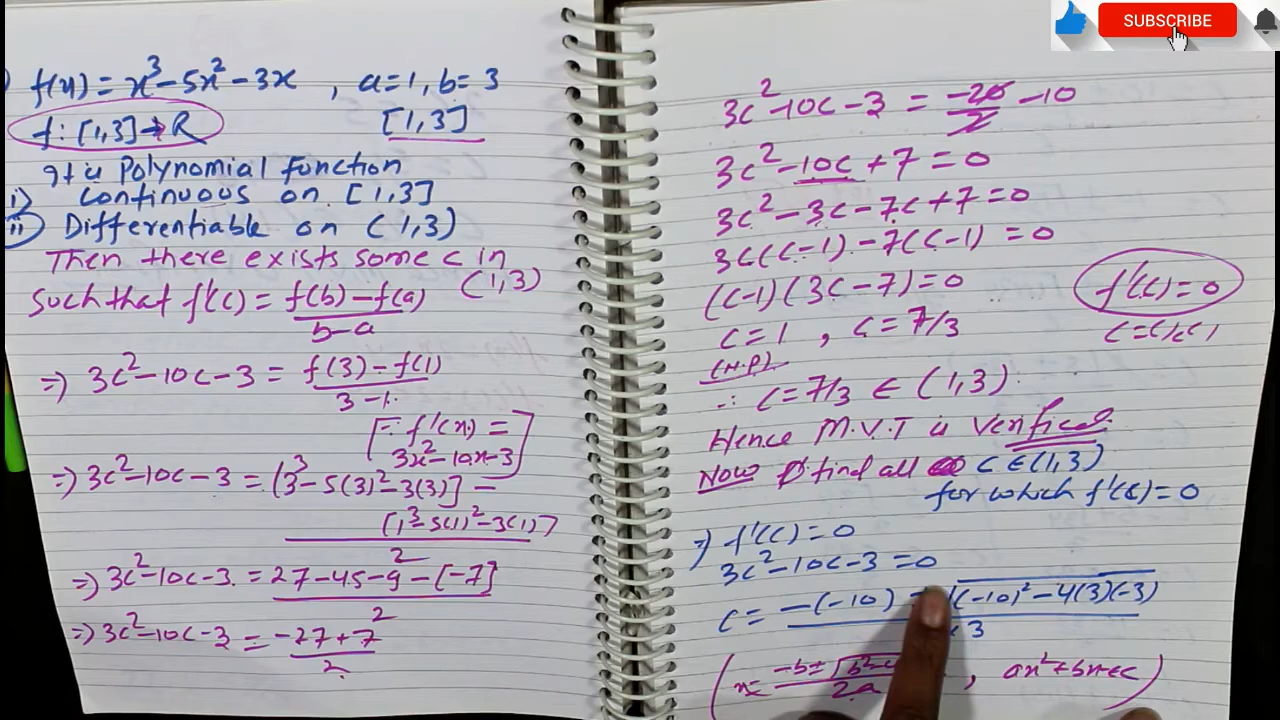 f(x) = x³-5x²-3x , a=1, b=3
f: [1,3]→R [1,3]
It is Polynomial function
i) Continuous on [1,3]
ii) Differentiable on (1,3)
Then there exists some c in
(1,3)
Such that f'(c) = f(b)-f(a)
b-a
=) 3c²-10c-3 = f(3)-f(1)
3-1
[∵ f'(x) =
3x²-10x-3]
=) 3c²-10c-3 = [3³-5(3)²-3(3)] -
[1³-5(1)²-3(1)]
2
=) 3c²-10c-3 = 27-45-9-[-7]
2
=) 3c²-10c-3 = -27+7
2
SUBSCRIBE
3c²-10c-3 = -20 -10
2
3c²-10c+7=0
3c²-3c-7c+7=0
3c(c-1)-7(c-1)=0
(c-1)(3c-7)=0
c=1 , c=7/3
(N.P)
∴ c=7/3 ∈ (1,3).
f'(c)=0
Hence M.V.T is Verified.
Now find all c∈(1,3)
for which f'(c)=0
=) f'(c)=0
3c²-10c-3=0
c = -(-10) √(-10)²-4(3)(-3)
3
(x= -b±√b²
2a , ax²+bx+c)